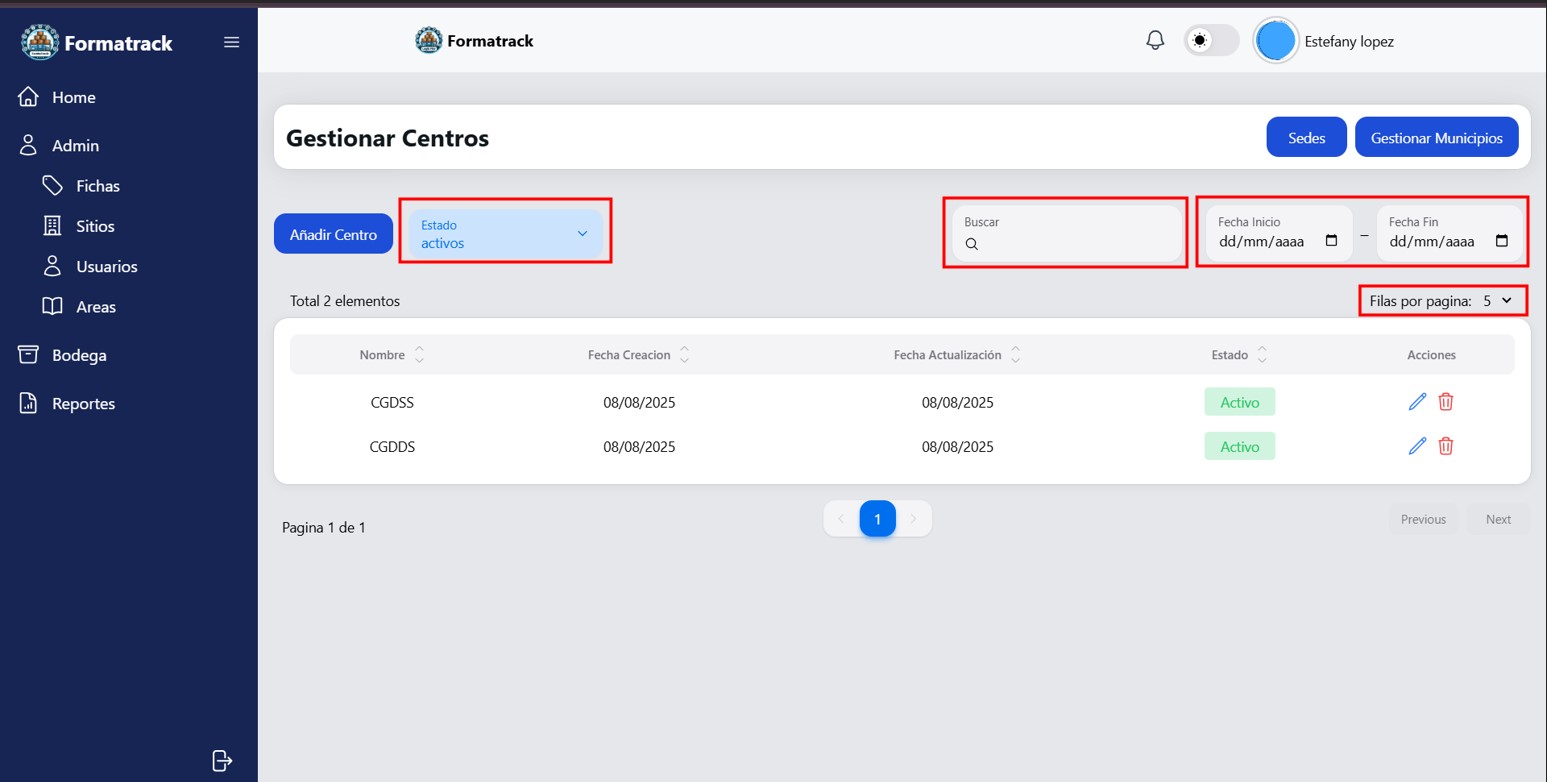 Formatrack
Formatrack
Estefany lopez
Home
Admin
Fichas
Sitios
Usuarios
Areas
Bodega
Reportes
Gestionar Centros
Sedes
Gestionar Municipios
Añadir Centro
Estado
activos
Buscar
Fecha Inicio
dd/mm/aaaa
–
Fecha Fin
dd/mm/aaaa
Total 2 elementos
Filas por pagina: 5
Nombre Fecha Creacion Fecha Actualización Estado Acciones
CGDSS 08/08/2025 08/08/2025 Activo
CGDDS 08/08/2025 08/08/2025 Activo
Pagina 1 de 1
1
Previous
Next